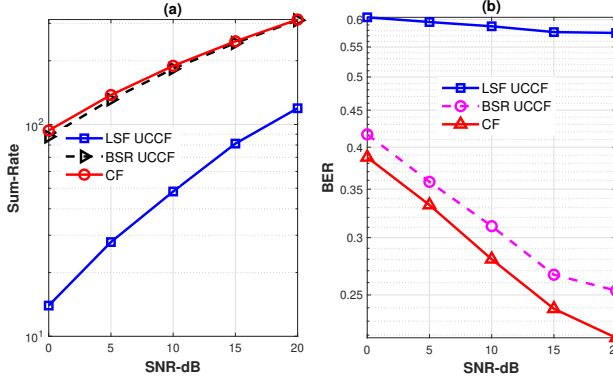 (a)
Sum-Rate
10^2
10^1
LSF UCCF
BSR UCCF
CF
0 5 10 15 20
SNR-dB
(b)
BER
0.6
0.55
0.5
0.45
0.4
0.35
0.3
0.25
LSF UCCF
BSR UCCF
CF
0 5 10 15
SNR-dB